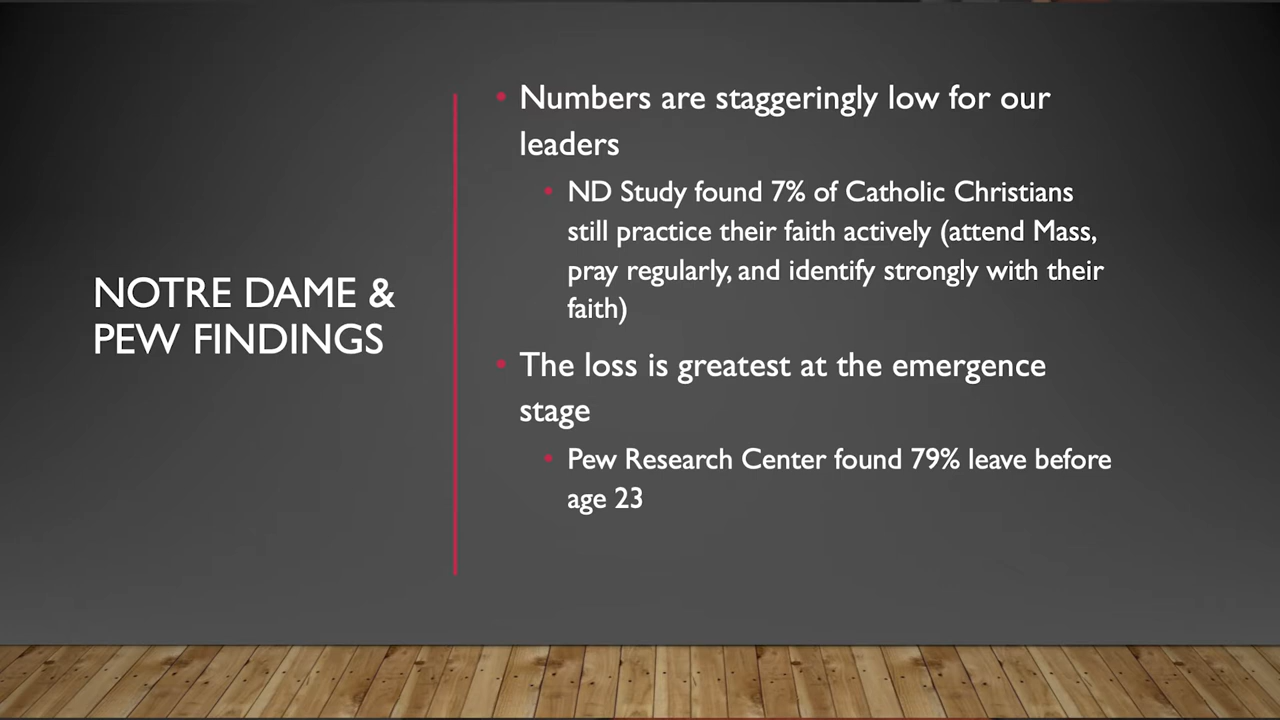 NOTRE DAME &
PEW FINDINGS
• Numbers are staggeringly low for our
leaders
• ND Study found 7% of Catholic Christians
still practice their faith actively (attend Mass,
pray regularly, and identify strongly with their
faith)
• The loss is greatest at the emergence
stage
• Pew Research Center found 79% leave before
age 23